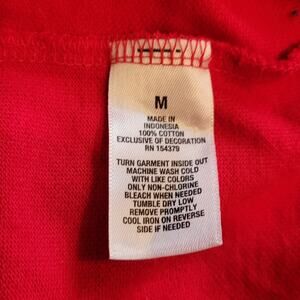 M
MADE IN
INDONESIA
100% COTTON
EXCLUSIVE OF DECORATION
RN 154379
TURN GARMENT INSIDE OUT
MACHINE WASH COLD
WITH LIKE COLORS
ONLY NON-CHLORINE
BLEACH WHEN NEEDED
TUMBLE DRY LOW
REMOVE PROMPTLY
COOL IRON ON REVERSE
SIDE IF NEEDED